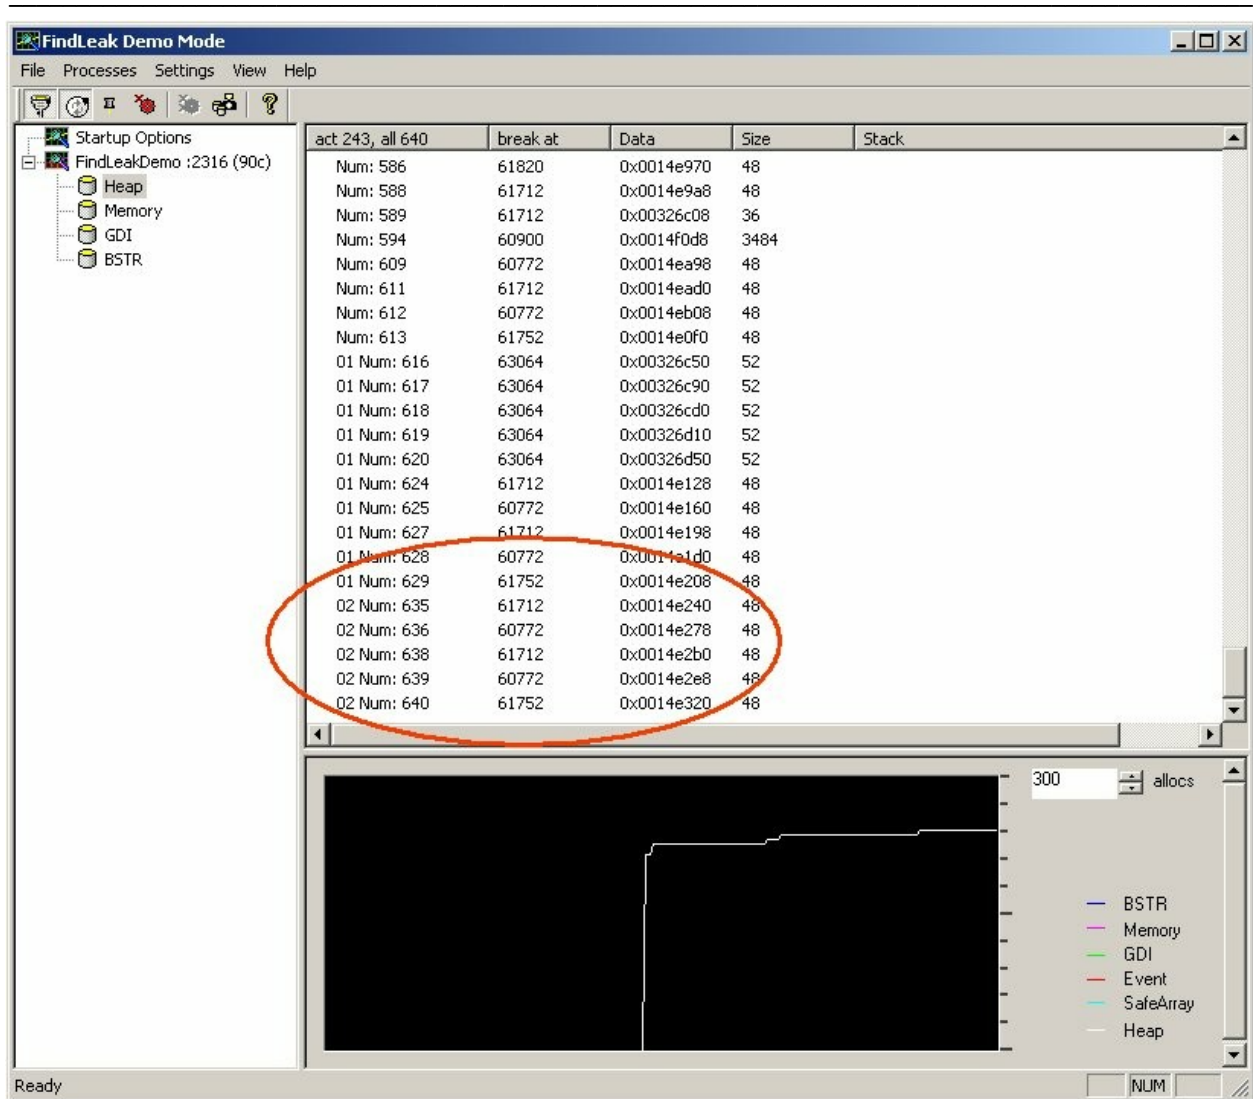 FindLeak Demo Mode
File Processes Settings View Help
Startup Options
FindLeakDemo :2316 (90c)
Heap
Memory
GDI
BSTR
act 243, all 640 break at Data Size Stack
Num: 586 61820 0x0014e970 48
Num: 588 61712 0x0014e9a8 48
Num: 589 61712 0x00326c08 36
Num: 594 60900 0x0014f0d8 3484
Num: 609 60772 0x0014ea98 48
Num: 611 61712 0x0014ead0 48
Num: 612 60772 0x0014eb08 48
Num: 613 61752 0x0014e0f0 48
01 Num: 616 63064 0x00326c50 52
01 Num: 617 63064 0x00326c90 52
01 Num: 618 63064 0x00326cd0 52
01 Num: 619 63064 0x00326d10 52
01 Num: 620 63064 0x00326d50 52
01 Num: 624 61712 0x0014e128 48
01 Num: 625 60772 0x0014e160 48
01 Num: 627 61712 0x0014e198 48
01 Num: 628 60772 0x0014e1d0 48
01 Num: 629 61752 0x0014e208 48
02 Num: 635 61712 0x0014e240 48
02 Num: 636 60772 0x0014e278 48
02 Num: 638 61712 0x0014e2b0 48
02 Num: 639 60772 0x0014e2e8 48
02 Num: 640 61752 0x0014e320 48
300 allocs
BSTR
Memory
GDI
Event
SafeArray
Heap
Ready NUM